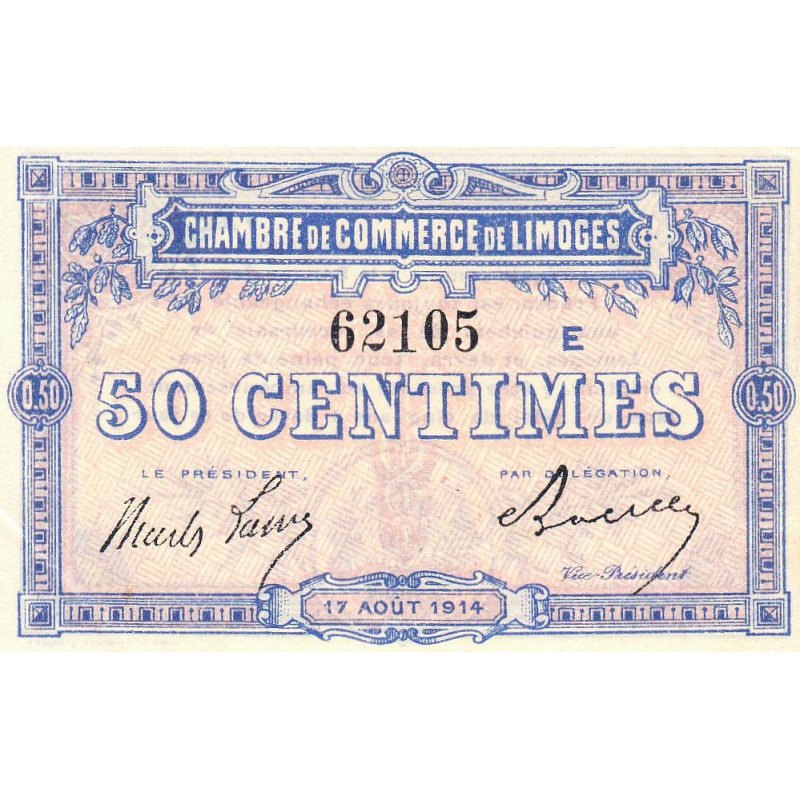 CHAMBRE DE COMMERCE DE LIMOGES
62105 E
50 CENTIMES
0.50 0.50
LE PRÉSIDENT, PAR DÉLÉGATION,
Vice-Président
17 AOÛT 1914